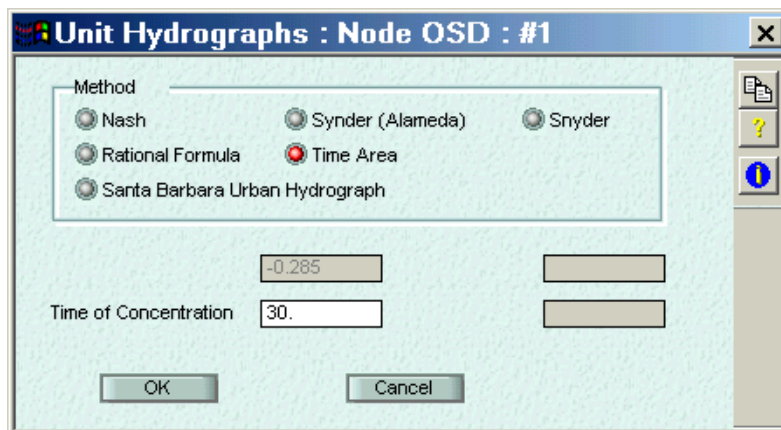 Unit Hydrographs : Node OSD : #1
Method
Nash Synder (Alameda) Snyder
Rational Formula Time Area
Santa Barbara Urban Hydrograph
-0.285
Time of Concentration 30.
OK Cancel